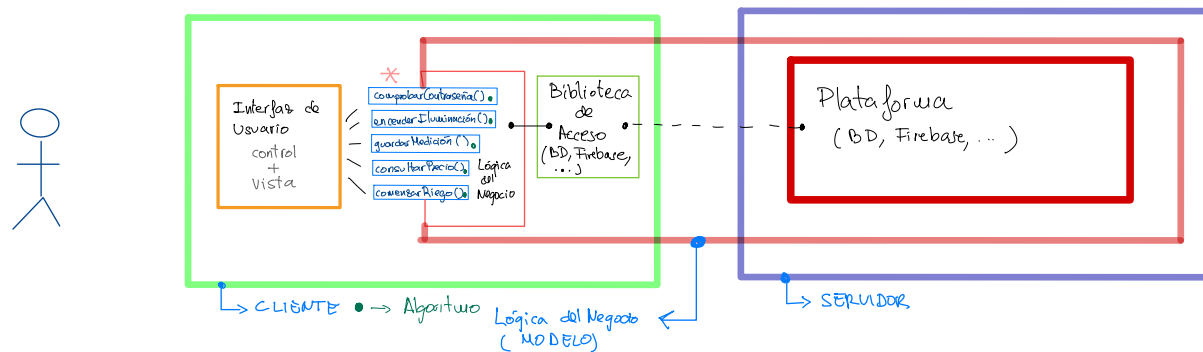 Interfaz de
Usuario
control
+
vista
*
comprobarContraseña()
encenderIluminación()
guardarMedición()
consultarPrecio()
comenzarRiego()
Lógica
del
Negocio
Biblioteca
de
Acceso
(BD, Firebase,
...)
Plataforma
(BD, Firebase, ...)
CLIENTE
→ Algoritmo
Lógica del Negocio
(MODELO)
SERVIDOR